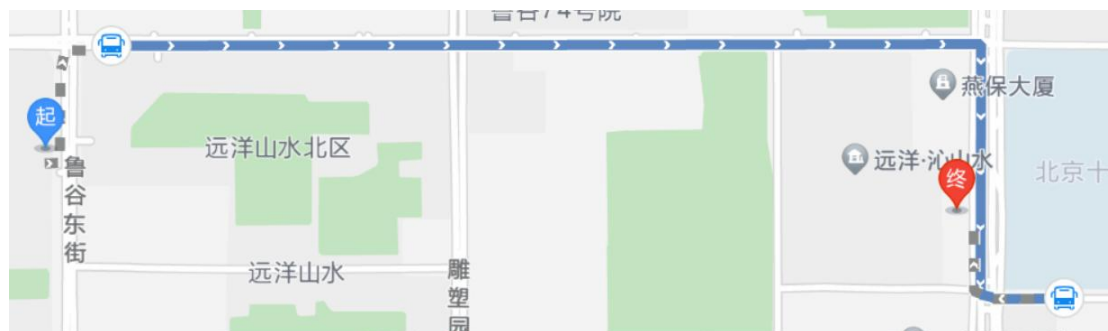 鲁谷74号院
燕保大厦
起
远洋山水北区
远洋·沁山水
北京十
终
鲁谷东街
远洋山水
雕塑园